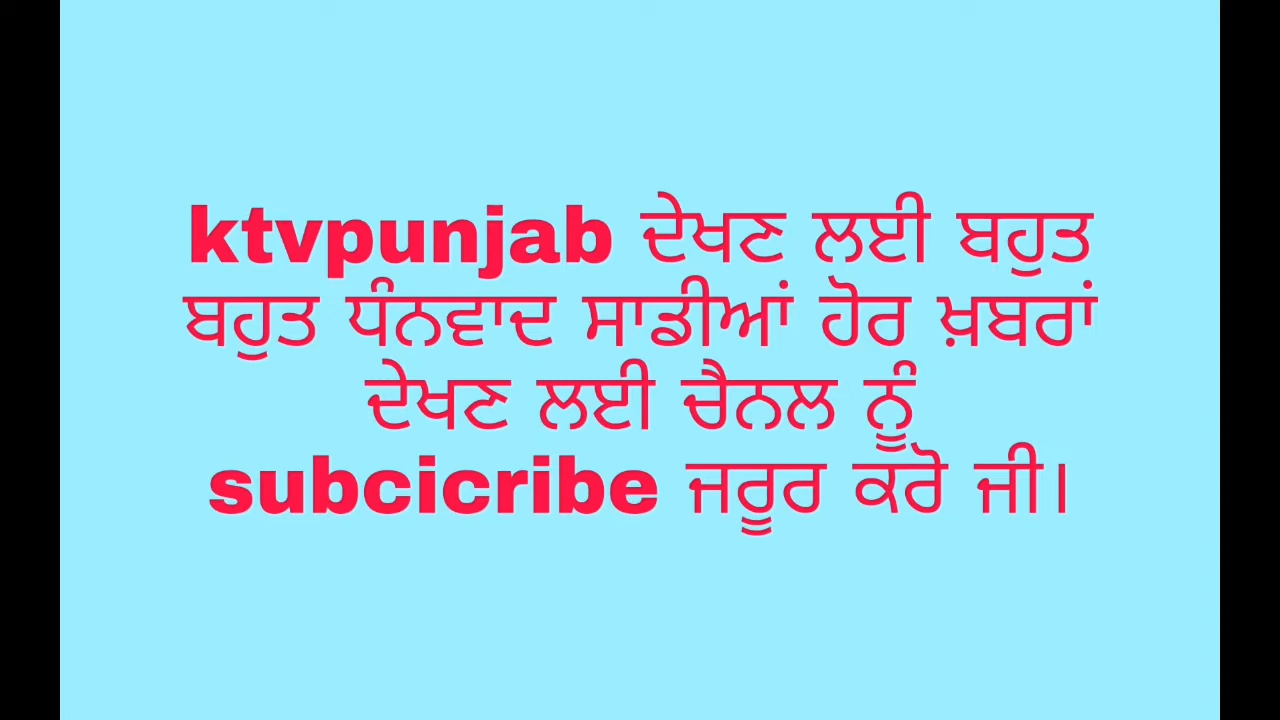 ktvpunjab ਦੇਖਣ ਲਈ ਬਹੁਤ
ਬਹੁਤ ਧੰਨਵਾਦ ਸਾਡੀਆਂ ਹੋਰ ਖ਼ਬਰਾਂ
ਦੇਖਣ ਲਈ ਚੈਨਲ ਨੂੰ
subcicribe ਜਰੂਰ ਕਰੋ ਜੀ।